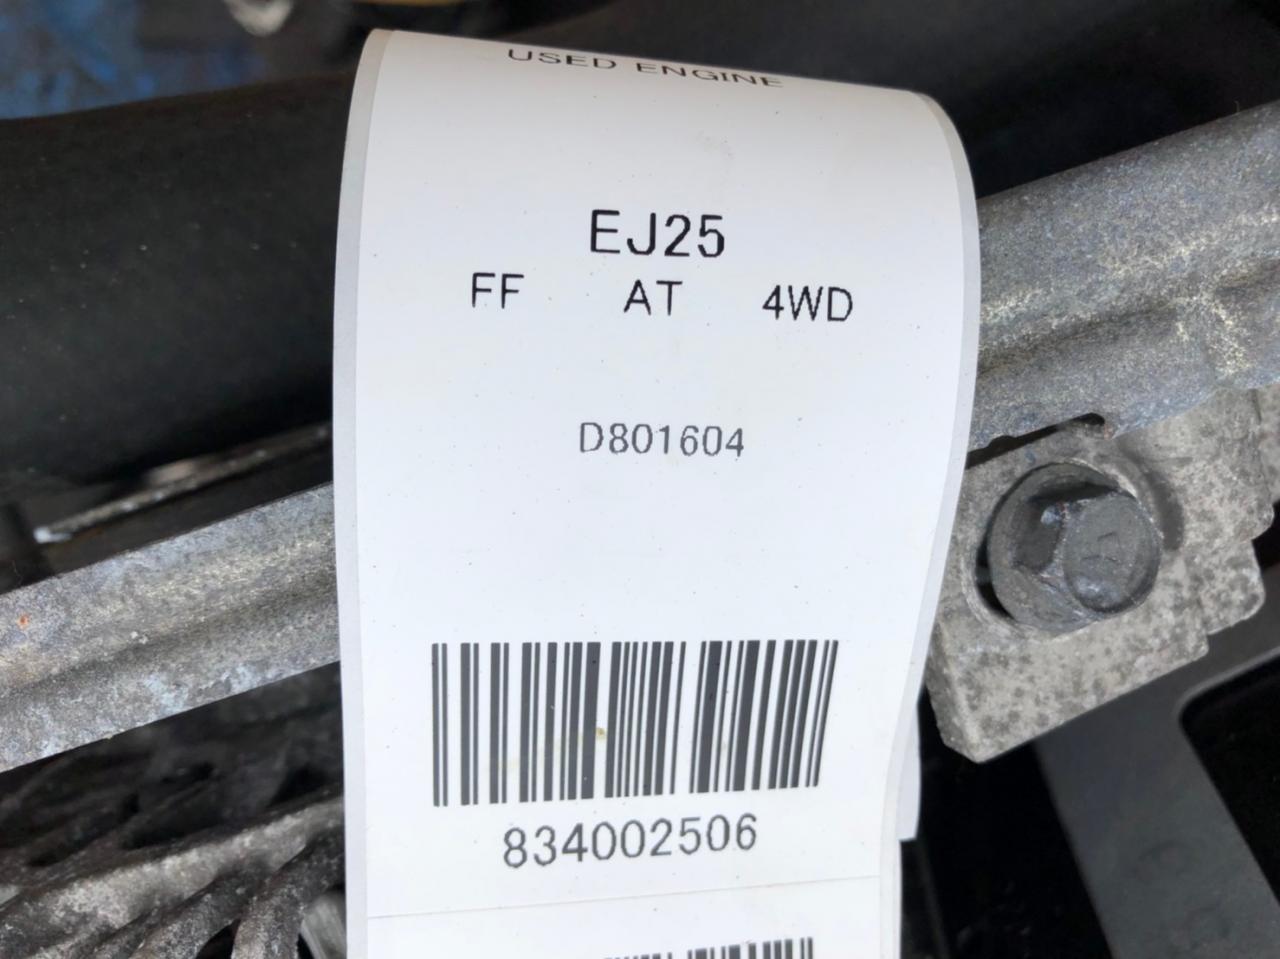 USED ENGINE
EJ25
FF AT 4WD
D801604
834002506